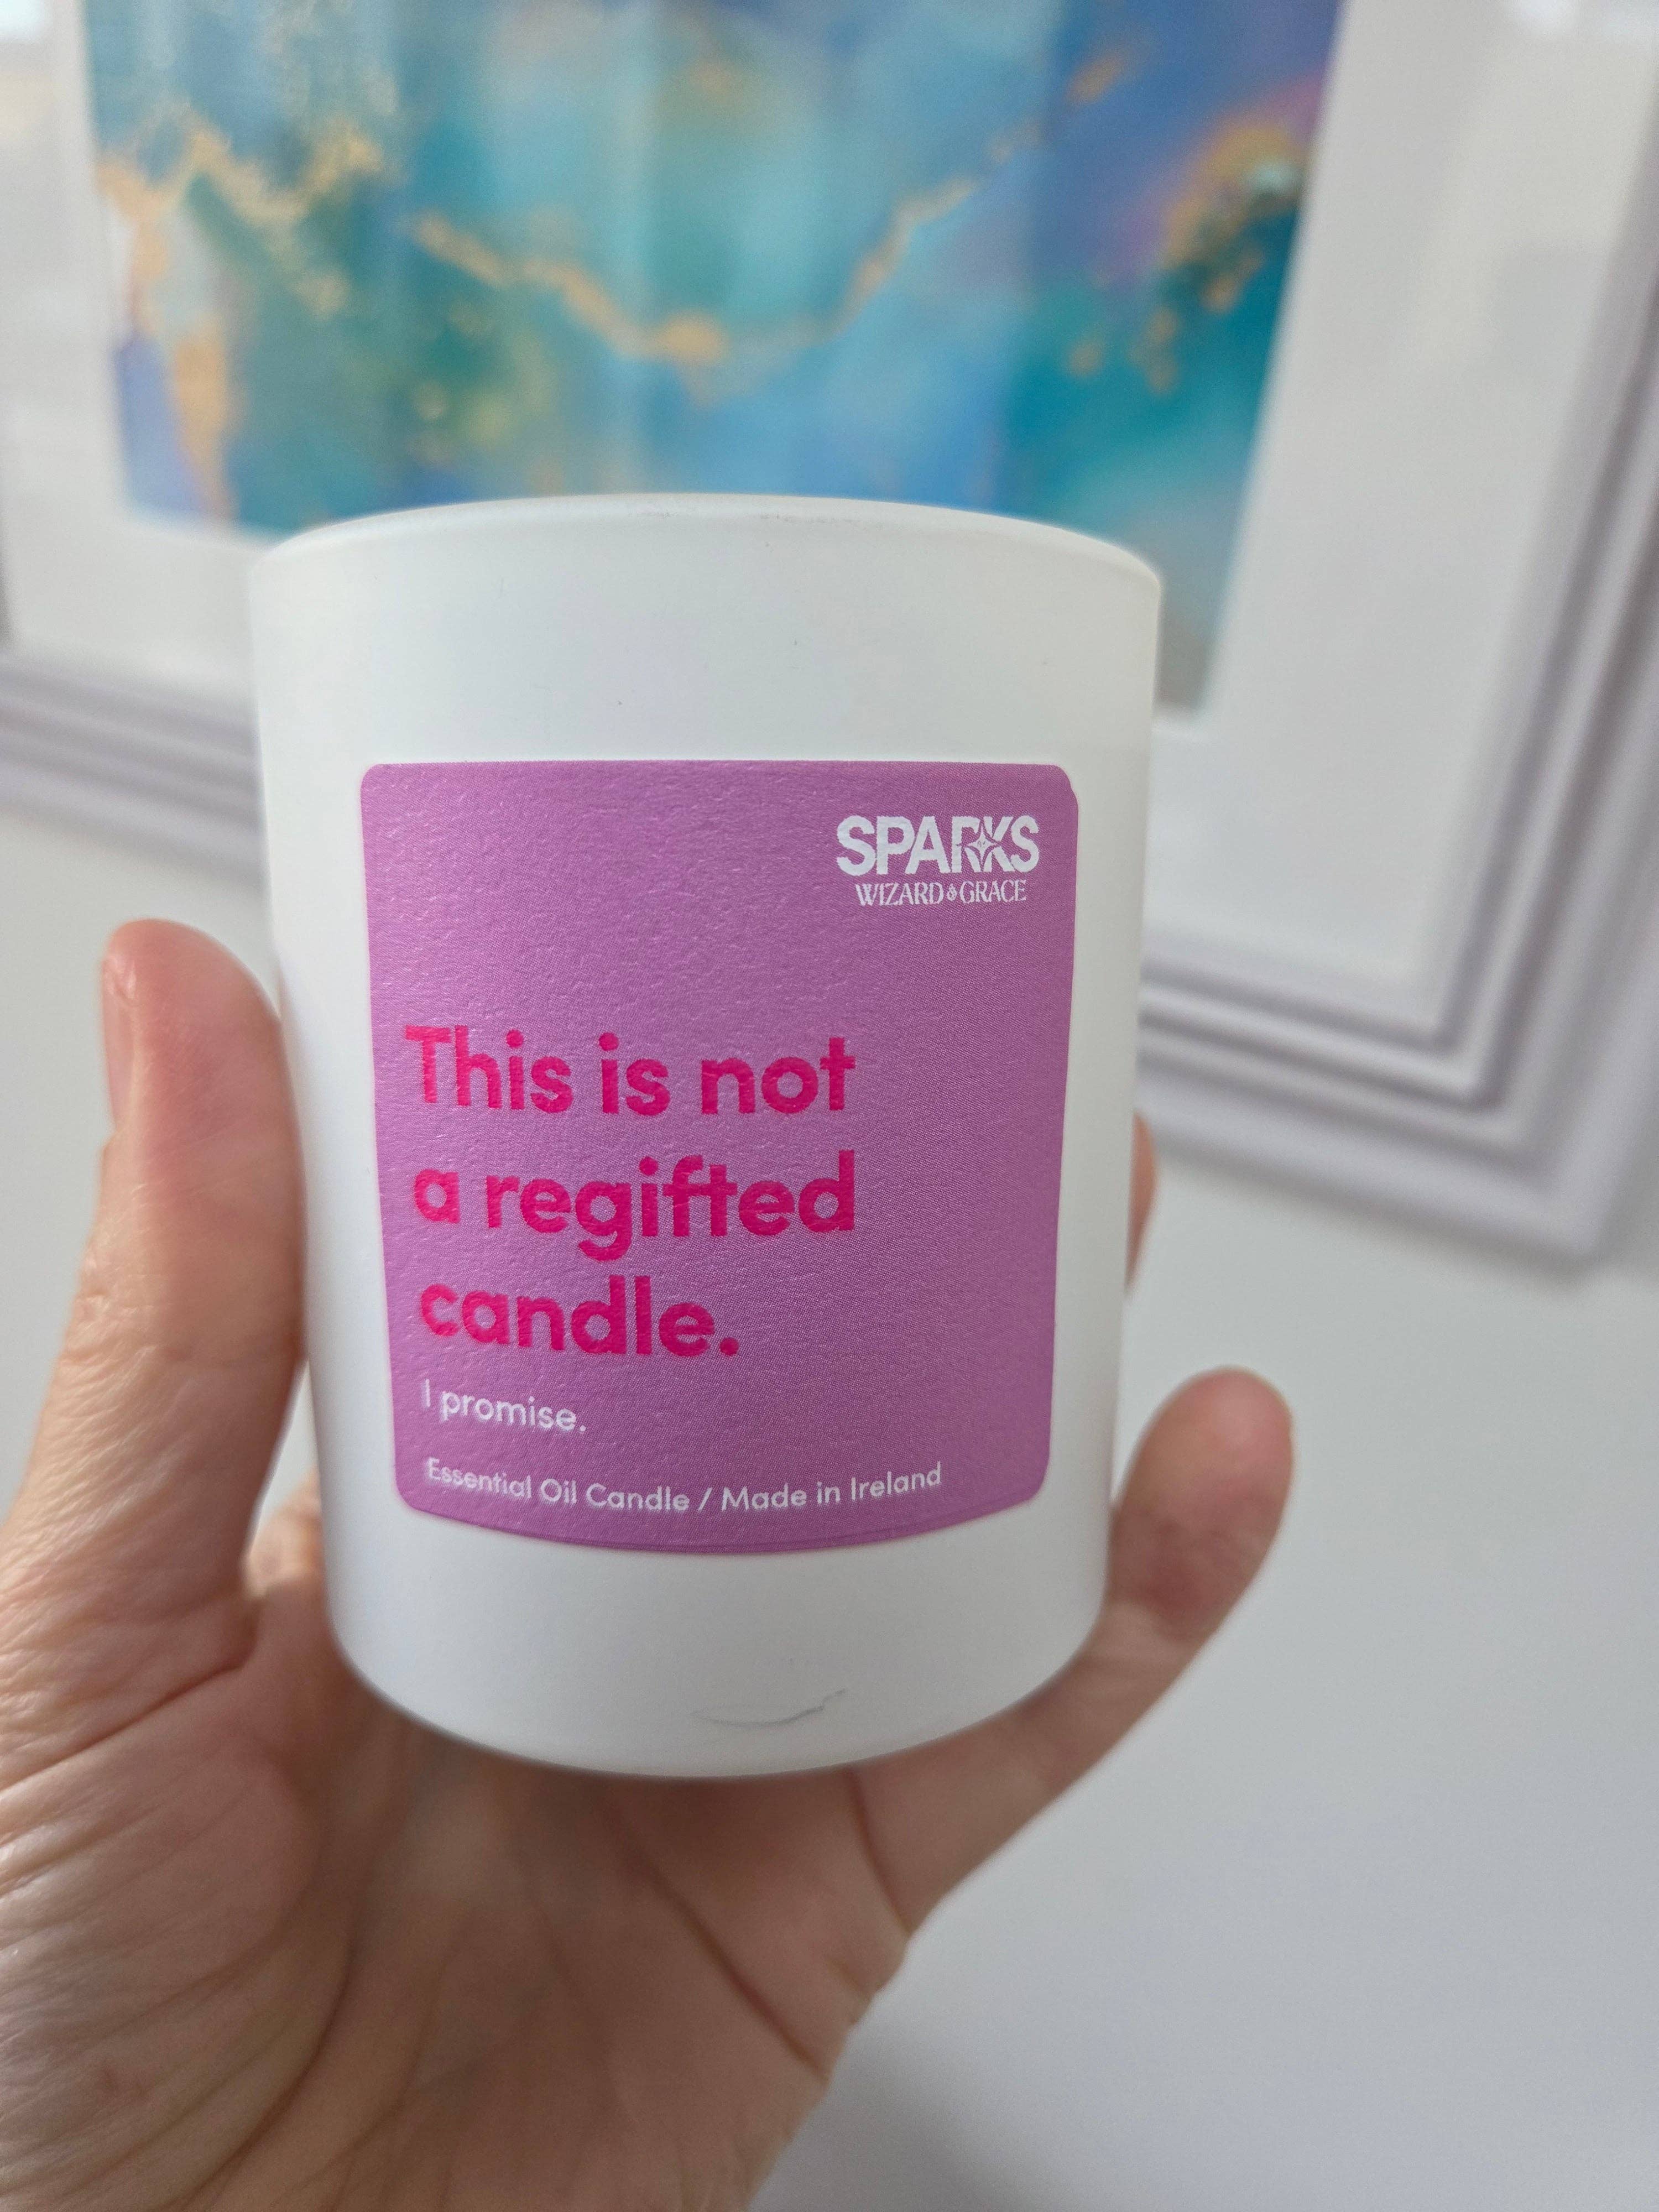 SPARKS
WIZARD & GRACE
This is not
a regifted
candle.
I promise.
Essential Oil Candle / Made in Ireland